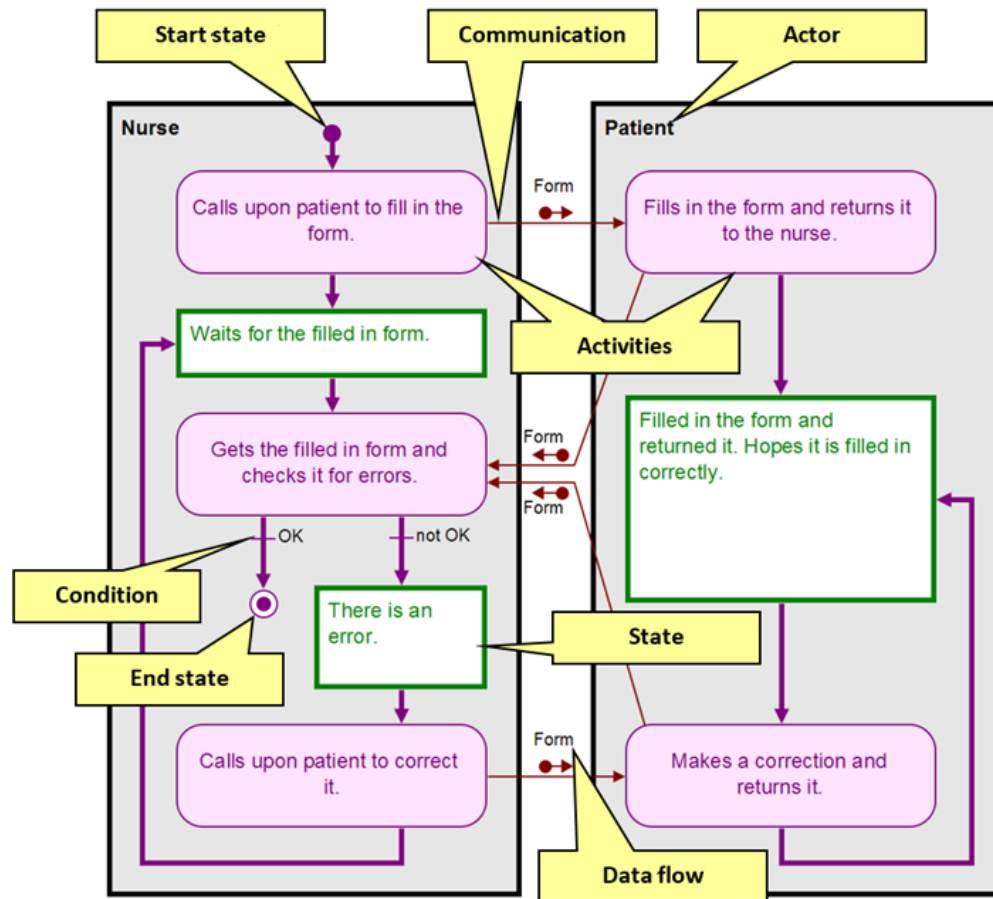 Start state
Communication
Actor
Nurse
Patient
Calls upon patient to fill in the
form.
Form
Fills in the form and returns it
to the nurse.
Waits for the filled in form.
Activities
Gets the filled in form and
checks it for errors.
Form
Form
Filled in the form and
returned it. Hopes it is filled in
correctly.
OK
not OK
Condition
There is an
error.
State
End state
Calls upon patient to correct
it.
Form
Makes a correction and
returns it.
Data flow